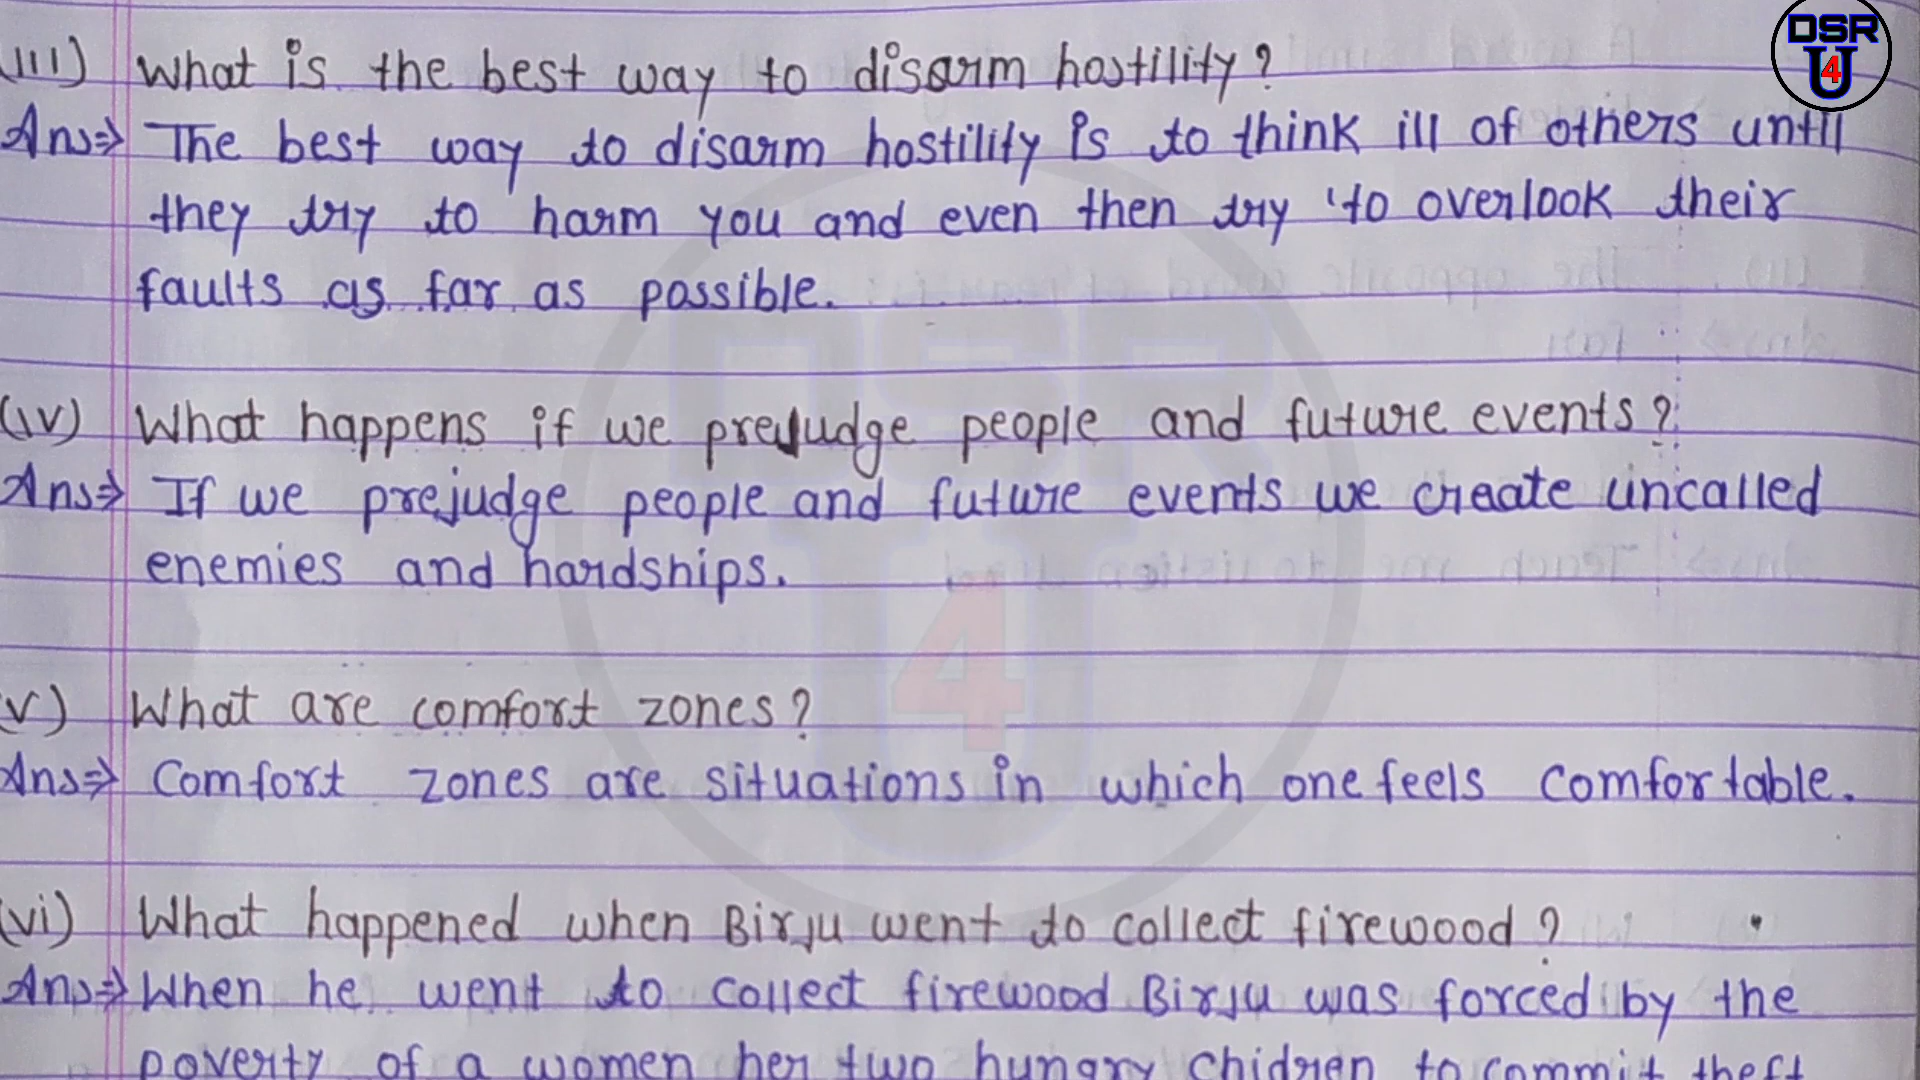 DSR
U
4
(iii) What is the best way to disarm hostility?
Ans⇒ The best way to disarm hostility is to think ill of others until
they try to harm you and even then try to overlook their
faults as far as possible.
(iv) What happens if we prejudge people and future events?
Ans⇒ If we prejudge people and future events we create uncalled
enemies and hardships.
(v) What are comfort zones?
Ans⇒ Comfort zones are situations in which one feels comfortable.
(vi) What happened when Birju went to collect firewood?
Ans⇒ When he went to collect firewood Birju was forced by the
poverty of a women her two hungry chidren to commit theft